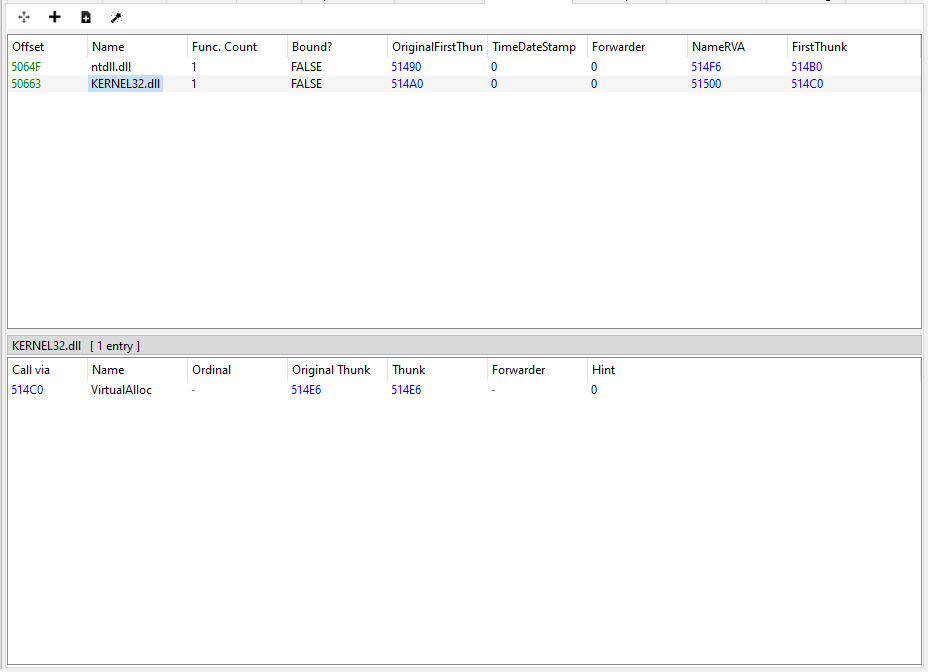 Offset Name Func. Count Bound? OriginalFirstThun TimeDateStamp Forwarder NameRVA FirstThunk
5064F ntdll.dll 1 FALSE 51490 0 0 514F6 514B0
50663 KERNEL32.dll 1 FALSE 514A0 0 0 51500 514C0
KERNEL32.dll [ 1 entry ]
Call via Name Ordinal Original Thunk Thunk Forwarder Hint
514C0 VirtualAlloc - 514E6 514E6 - 0